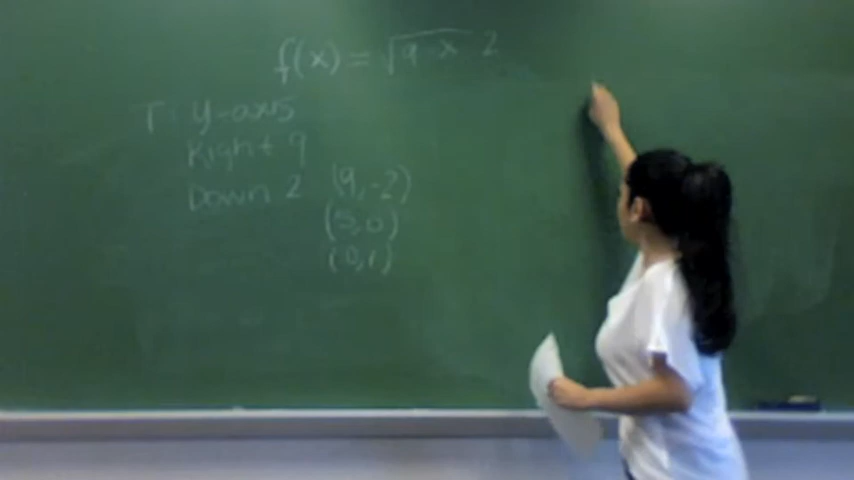 f(x) = √9-x - 2
T: y-axis
Right 9
Down 2 (9,-2)
(5,0)
(0,1)